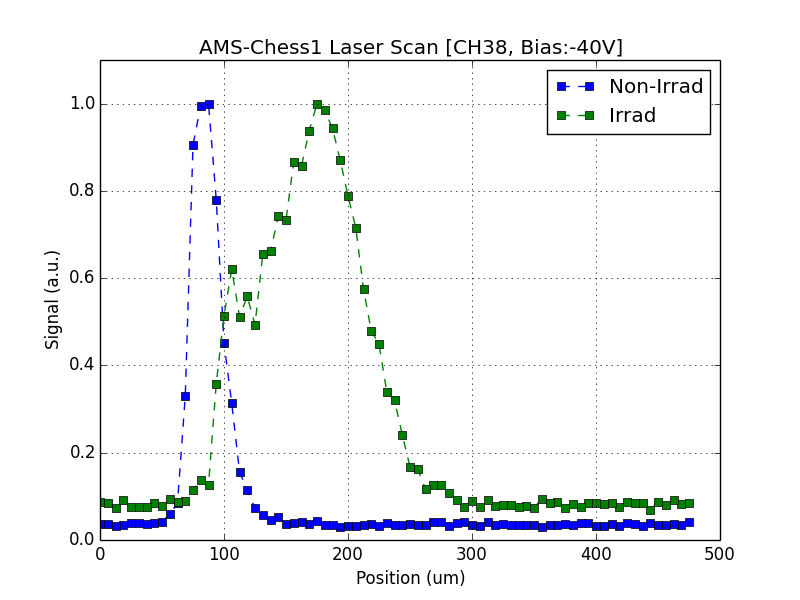 AMS-Chess1 Laser Scan [CH38, Bias:-40V]
Non-Irrad
Irrad
1.0
0.8
0.6
0.4
0.2
0.0
Signal (a.u.)
0 100 200 300 400 500
Position (um)